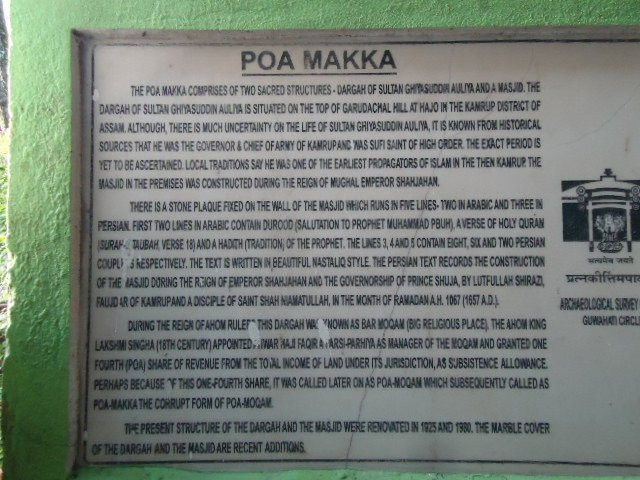 POA MAKKA
THE POA MAKKA COMPRISES OF TWO SACRED STRUCTURES - DARGAH OF SULTAN GHIYASUDDIN AULIYA AND A MASJID. THE
DARGAH OF SULTAN GHIYASUDDIN AULIYA IS SITUATED ON THE TOP OF GARUDACHAL HILL AT HAJO IN THE KAMRUP DISTRICT OF
ASSAM. ALTHOUGH, THERE IS MUCH UNCERTAINTY ON THE LIFE OF SULTAN GHIYASUDDIN AULIYA, IT IS KNOWN FROM HISTORICAL
SOURCES THAT HE WAS THE GOVERNOR & CHIEF OF ARMY OF KAMRUP AND WAS SUFI SAINT OF HIGH ORDER. THE EXACT PERIOD IS
YET TO BE ASCERTAINED. LOCAL TRADITIONS SAY HE WAS ONE OF THE EARLIEST PROPAGATORS OF ISLAM IN THE THEN KAMRUP. THE
MASJID IN THE PREMISES WAS CONSTRUCTED DURING THE REIGN OF MUGHAL EMPEROR SHAHJAHAN.
THERE IS A STONE PLAQUE FIXED ON THE WALL OF THE MASJID WHICH RUNS IN FIVE LINES- TWO IN ARABIC AND THREE IN
PERSIAN. FIRST TWO LINES IN ARABIC CONTAIN DUROOD (SALUTATION TO PROPHET MUHAMMAD PBUH), A VERSE OF HOLY QURAN
(SURAH- TAUBAH, VERSE 18) AND A HADITH (TRADITION) OF THE PROPHET. THE LINES 3, 4 AND 5 CONTAIN EIGHT, SIX AND TWO PERSIAN
COUPL S RESPECTIVELY. THE TEXT IS WRITTEN IN BEAUTIFUL NASTALIQ STYLE. THE PERSIAN TEXT RECORDS THE CONSTRUCTION
OF THE MASJID DURING THE REIGN OF EMPEROR SHAHJAHAN AND THE GOVERNORSHIP OF PRINCE SHUJA, BY LUTFULLAH SHIRAZI,
FAUJDAR OF KAMRUP AND A DISCIPLE OF SAINT SHAH NIAMATULLAH, IN THE MONTH OF RAMADAN A.H. 1067 (1657 A.D.).
DURING THE REIGN OF AHOM RULER THIS DARGAH WAS KNOWN AS BAR MOQAM (BIG RELIGIOUS PLACE). THE AHOM KING
LAKSHMI SINGHA (18TH CENTURY) APPOINTED HAJI FAQIR A FARSI-PARHIYA AS MANAGER OF THE MOQAM AND GRANTED ONE
FOURTH (POA) SHARE OF REVENUE FROM THE TOTAL INCOME OF LAND UNDER ITS JURISDICTION, AS SUBSISTENCE ALLOWANCE.
PERHAPS BECAUSE OF THIS ONE-FOURTH SHARE, IT WAS CALLED LATER ON AS POA-MOQAM WHICH SUBSEQUENTLY CALLED AS
POA-MAKKA THE CORRUPT FORM OF POA-MOQAM.
THE PRESENT STRUCTURE OF THE DARGAH AND THE MASJID WERE RENOVATED IN 1925 AND 1980. THE MARBLE COVER
OF THE DARGAH AND THE MASJID ARE RECENT ADDITIONS.
सत्यमेव जयते
प्रत्नकीर्त्तिमपाव
ARCHAEOLOGICAL SURVEY
GUWAHATI CIRCL